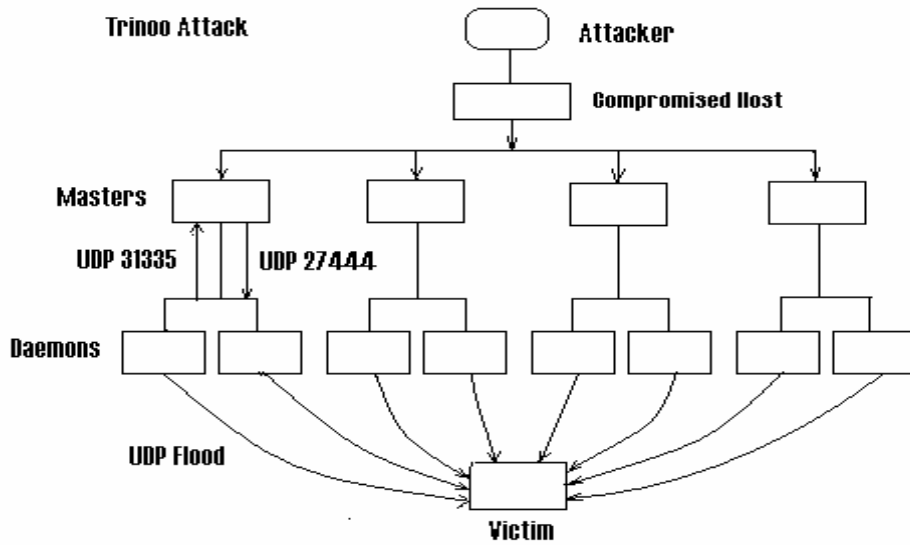 Trinoo Attack
Attacker
Compromised Host
Masters
UDP 31335
UDP 27444
Daemons
UDP Flood
Victim